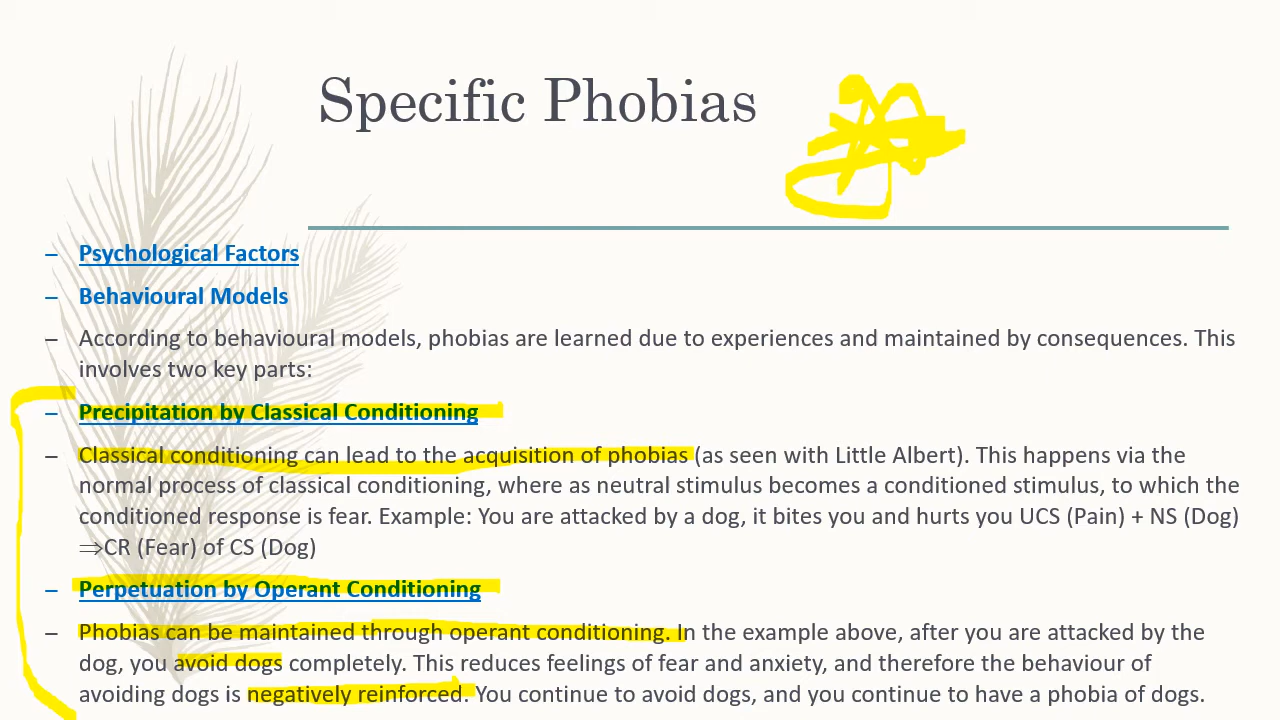 Specific Phobias
– Psychological Factors
– Behavioural Models
– According to behavioural models, phobias are learned due to experiences and maintained by consequences. This
involves two key parts:
– Precipitation by Classical Conditioning
– Classical conditioning can lead to the acquisition of phobias (as seen with Little Albert). This happens via the
normal process of classical conditioning, where as neutral stimulus becomes a conditioned stimulus, to which the
conditioned response is fear. Example: You are attacked by a dog, it bites you and hurts you UCS (Pain) + NS (Dog)
⇒CR (Fear) of CS (Dog)
– Perpetuation by Operant Conditioning
– Phobias can be maintained through operant conditioning. In the example above, after you are attacked by the
dog, you avoid dogs completely. This reduces feelings of fear and anxiety, and therefore the behaviour of
avoiding dogs is negatively reinforced. You continue to avoid dogs, and you continue to have a phobia of dogs.